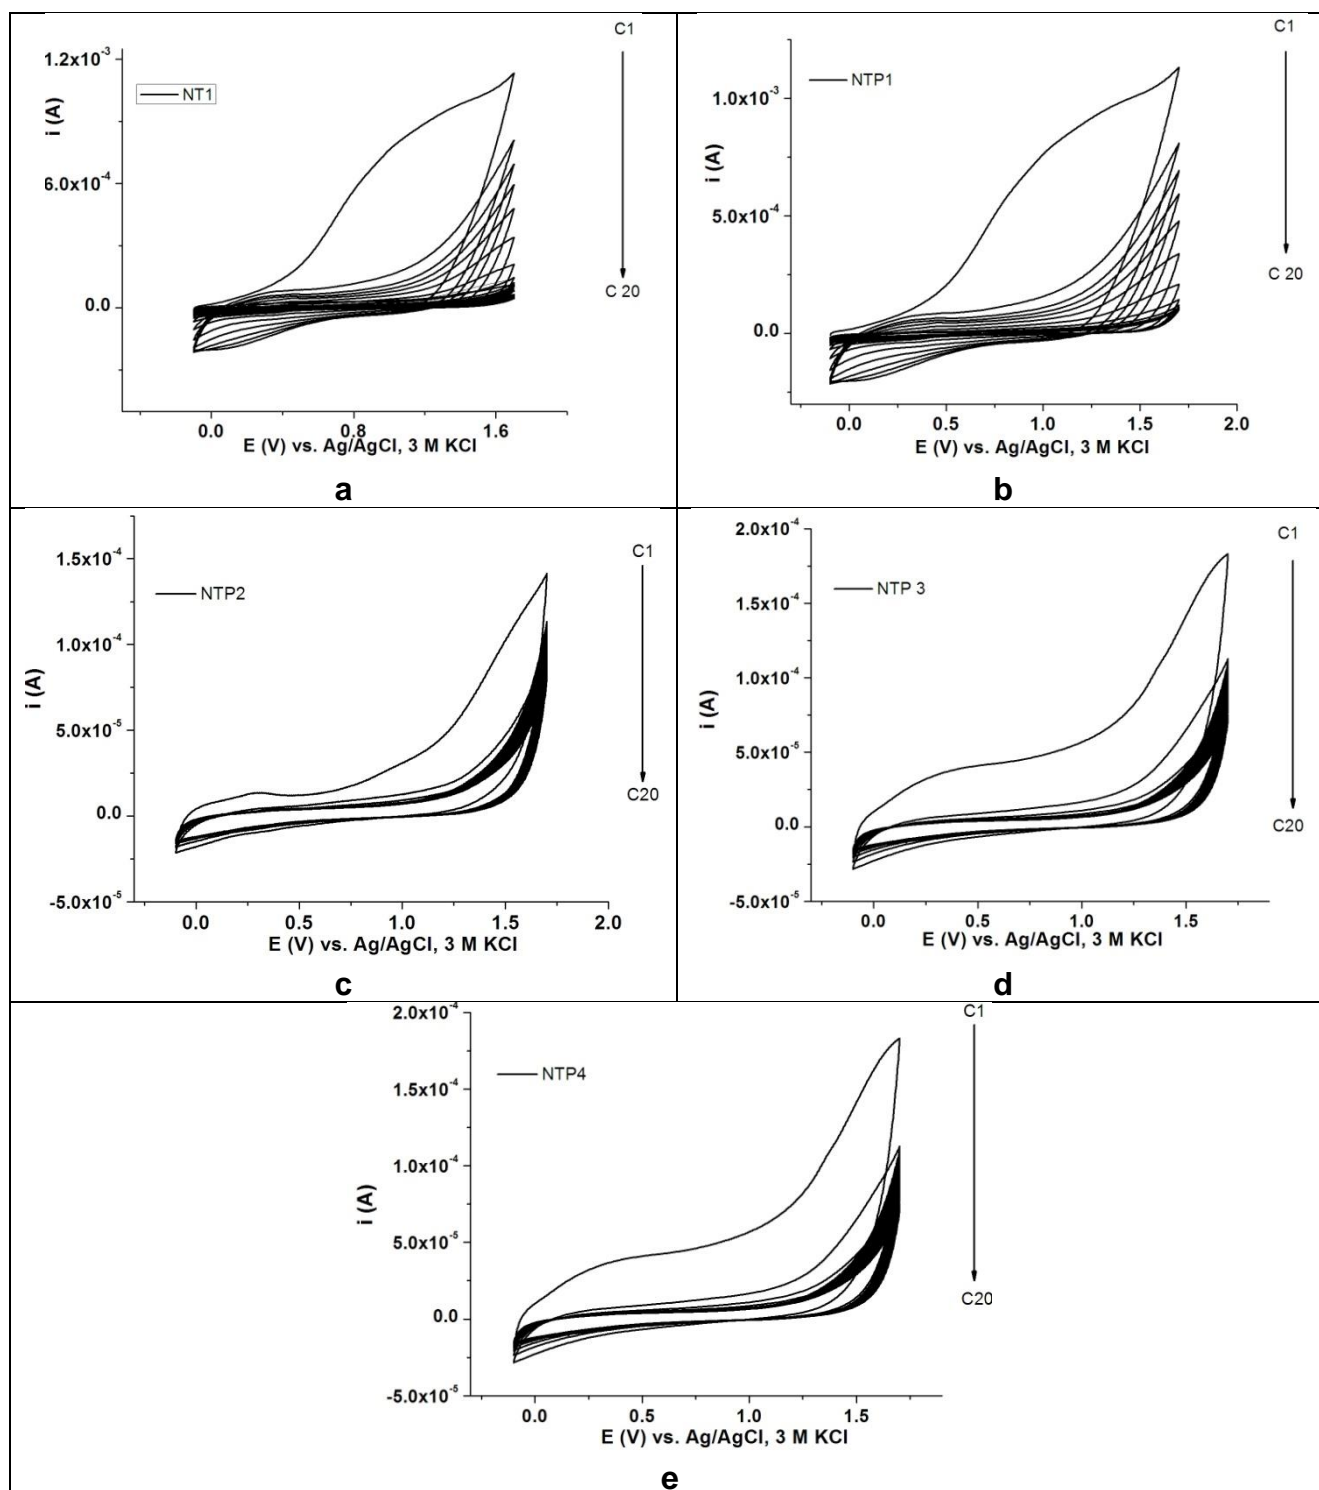 C1
1.2x10⁻³
NT1
i (A)
6.0x10⁻⁴
0.0
C 20
0.0 0.8 1.6
E (V) vs. Ag/AgCl, 3 M KCl
a
C1
NTP1
1.0x10⁻³
i (A)
5.0x10⁻⁴
0.0
C 20
0.0 0.5 1.0 1.5 2.0
E (V) vs. Ag/AgCl, 3 M KCl
b
C1
1.5x10⁻⁴
NTP2
1.0x10⁻⁴
i (A)
5.0x10⁻⁵
0.0
C20
-5.0x10⁻⁵
0.0 0.5 1.0 1.5 2.0
E (V) vs. Ag/AgCl, 3 M KCl
c
2.0x10⁻⁴
C1
NTP 3
1.5x10⁻⁴
1.0x10⁻⁴
i (A)
5.0x10⁻⁵
0.0
C20
-5.0x10⁻⁵
0.0 0.5 1.0 1.5
E (V) vs. Ag/AgCl, 3 M KCl
d
2.0x10⁻⁴
C1
NTP4
1.5x10⁻⁴
1.0x10⁻⁴
i (A)
5.0x10⁻⁵
C20
0.0
-5.0x10⁻⁵
0.0 0.5 1.0 1.5
E (V) vs. Ag/AgCl, 3 M KCl
e